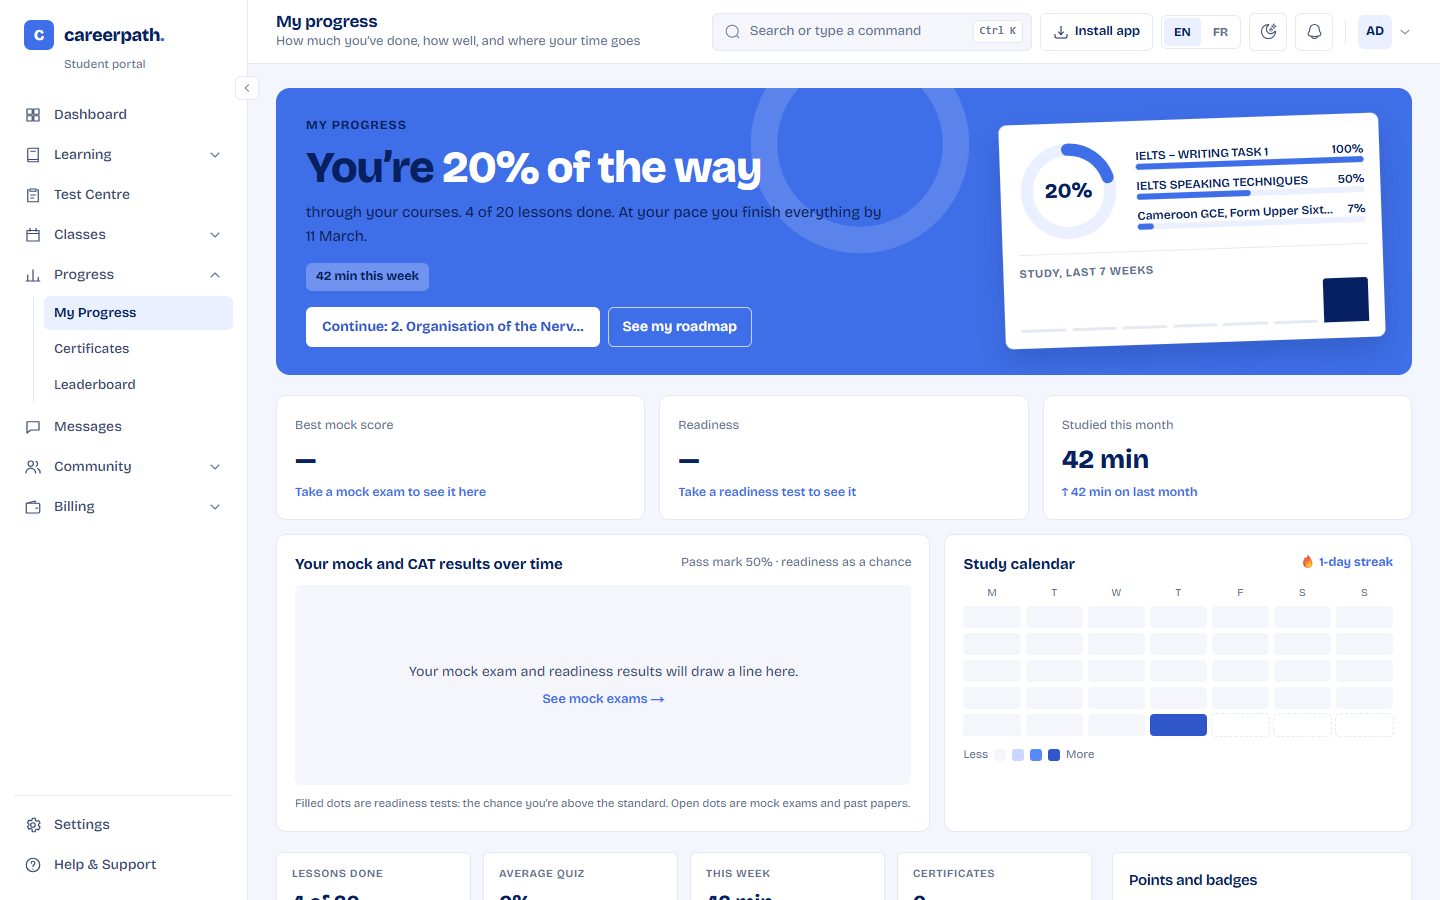 C careerpath.
Student portal
Dashboard
Learning
Test Centre
Classes
Progress
My Progress
Certificates
Leaderboard
Messages
Community
Billing
Settings
Help & Support
My progress
How much you've done, how well, and where your time goes
Search or type a command
Ctrl K
Install app
EN
FR
AD
MY PROGRESS
You're 20% of the way
through your courses. 4 of 20 lessons done. At your pace you finish everything by
11 March.
42 min this week
Continue: 2. Organisation of the Nerv...
See my roadmap
20%
IELTS – WRITING TASK 1 100%
IELTS SPEAKING TECHNIQUES 50%
Cameroon GCE, Form Upper Sixt... 7%
STUDY, LAST 7 WEEKS
Best mock score
—
Take a mock exam to see it here
Readiness
—
Take a readiness test to see it
Studied this month
42 min
↑ 42 min on last month
Your mock and CAT results over time
Pass mark 50% · readiness as a chance
Your mock exam and readiness results will draw a line here.
See mock exams →
Filled dots are readiness tests: the chance you're above the standard. Open dots are mock exams and past papers.
Study calendar
🔥 1-day streak
M T W T F S S
Less
More
LESSONS DONE
4 of 20
AVERAGE QUIZ
THIS WEEK
42 min
CERTIFICATES
Points and badges